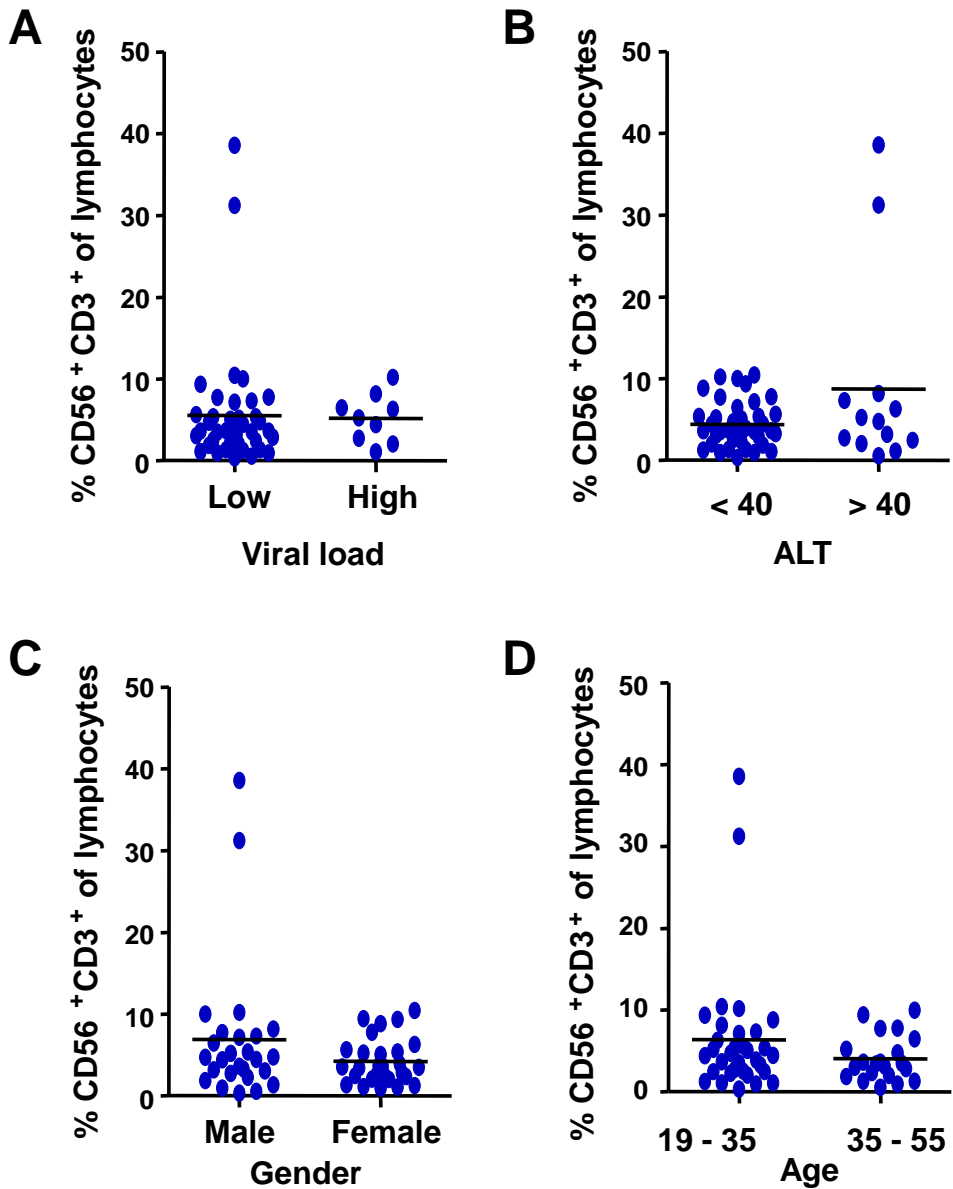 A
% CD56 + CD3 + of lymphocytes
50
40
30
20
10
0
Low High
Viral load
B
% CD56 +CD3 + of lymphocytes
50
40
30
20
10
0
< 40 > 40
ALT
C
% CD56 +CD3 + of lymphocytes
50
40
30
20
10
0
Male Female
Gender
D
% CD56 +CD3 + of lymphocytes
50
40
30
20
10
0
19 - 35 35 - 55
Age